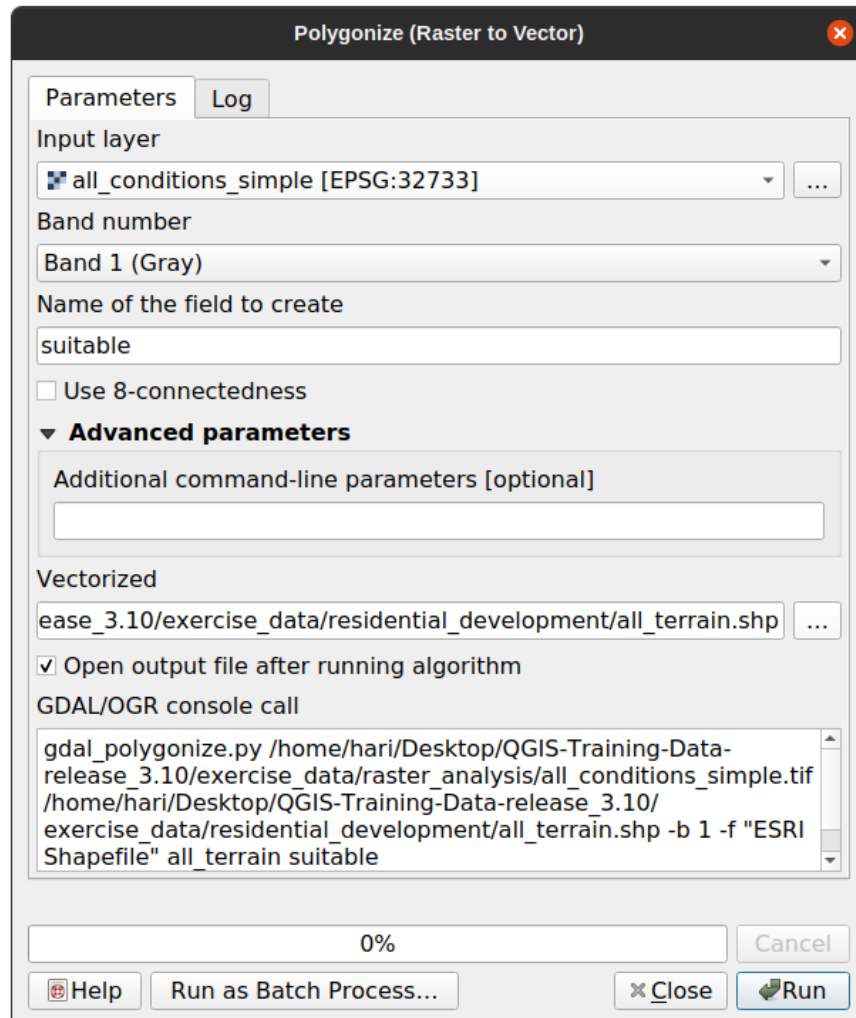 Polygonize (Raster to Vector)
Parameters Log
Input layer
all_conditions_simple [EPSG:32733] ...
Band number
Band 1 (Gray)
Name of the field to create
suitable
Use 8-connectedness
Advanced parameters
Additional command-line parameters [optional]
Vectorized
ease_3.10/exercise_data/residential_development/all_terrain.shp ...
Open output file after running algorithm
GDAL/OGR console call
gdal_polygonize.py /home/hari/Desktop/QGIS-Training-Data-
release_3.10/exercise_data/raster_analysis/all_conditions_simple.tif
/home/hari/Desktop/QGIS-Training-Data-release_3.10/
exercise_data/residential_development/all_terrain.shp -b 1 -f "ESRI
Shapefile" all_terrain suitable
0% Cancel
Help Run as Batch Process... Close Run